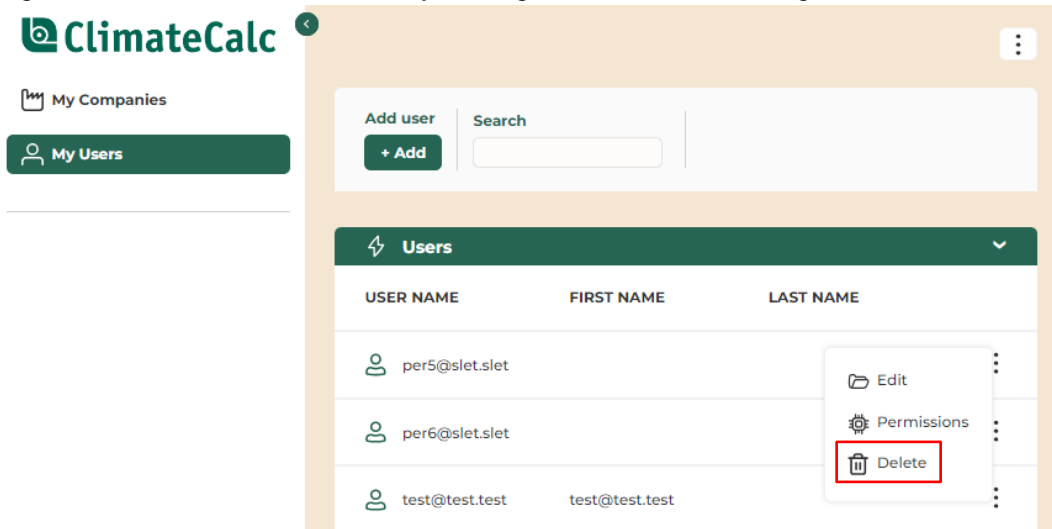 ClimateCalc
My Companies
My Users
Add user
+ Add
Search
Users
USER NAME FIRST NAME LAST NAME
per5@slet.slet
per6@slet.slet
test@test.test test@test.test
Edit
Permissions
Delete